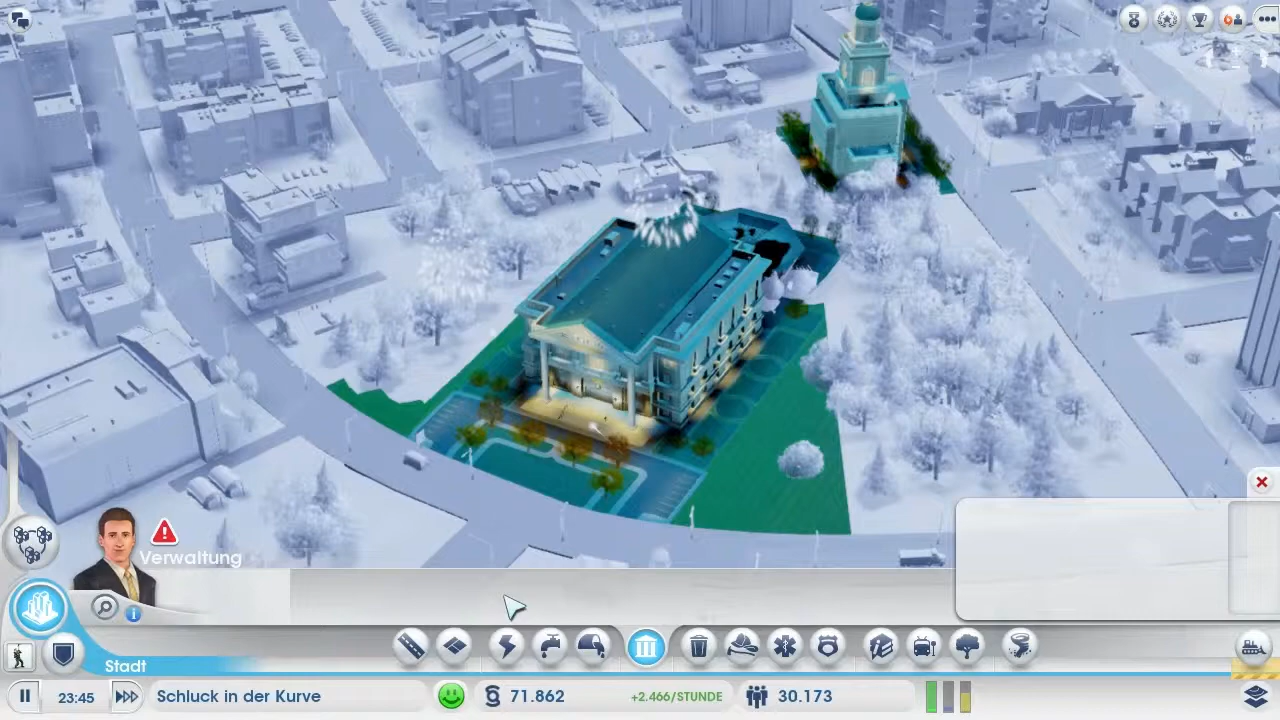 Verwaltung
Stadt
23:45
Schluck in der Kurve
71.862
+2.466/STUNDE
30.173